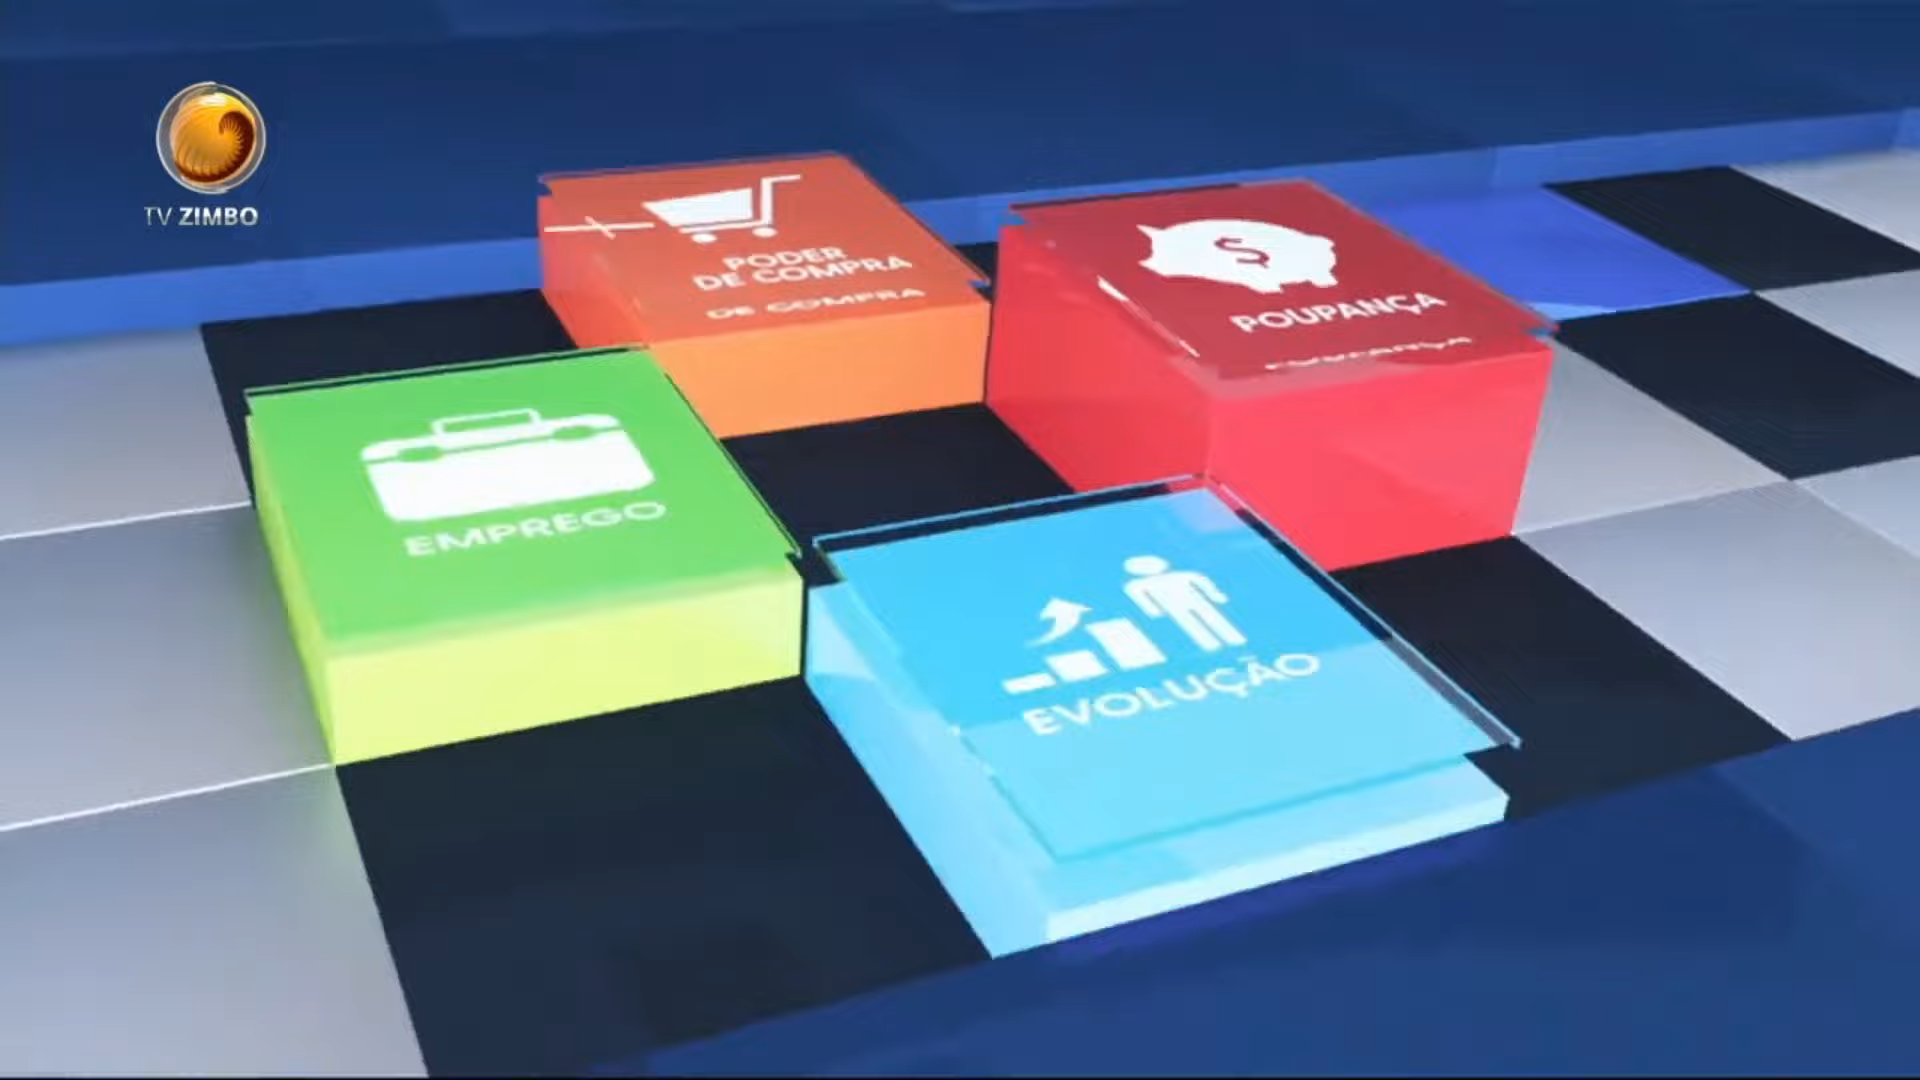 TV ZIMBO
PODER
DE COMPRA
DE COMPRA
$
POUPANÇA
EMPREGO
EVOLUÇÃO